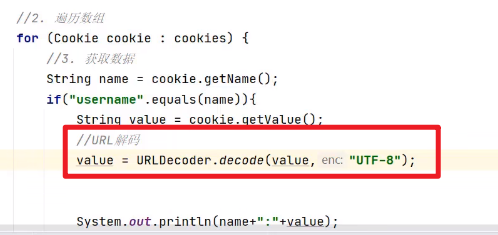 //2. 遍历数组
for (Cookie cookie : cookies) {
//3. 获取数据
String name = cookie.getName();
if("username".equals(name)){
String value = cookie.getValue();
//URL解码
value = URLDecoder.decode(value, enc: "UTF-8");
System.out.println(name+":"+value);